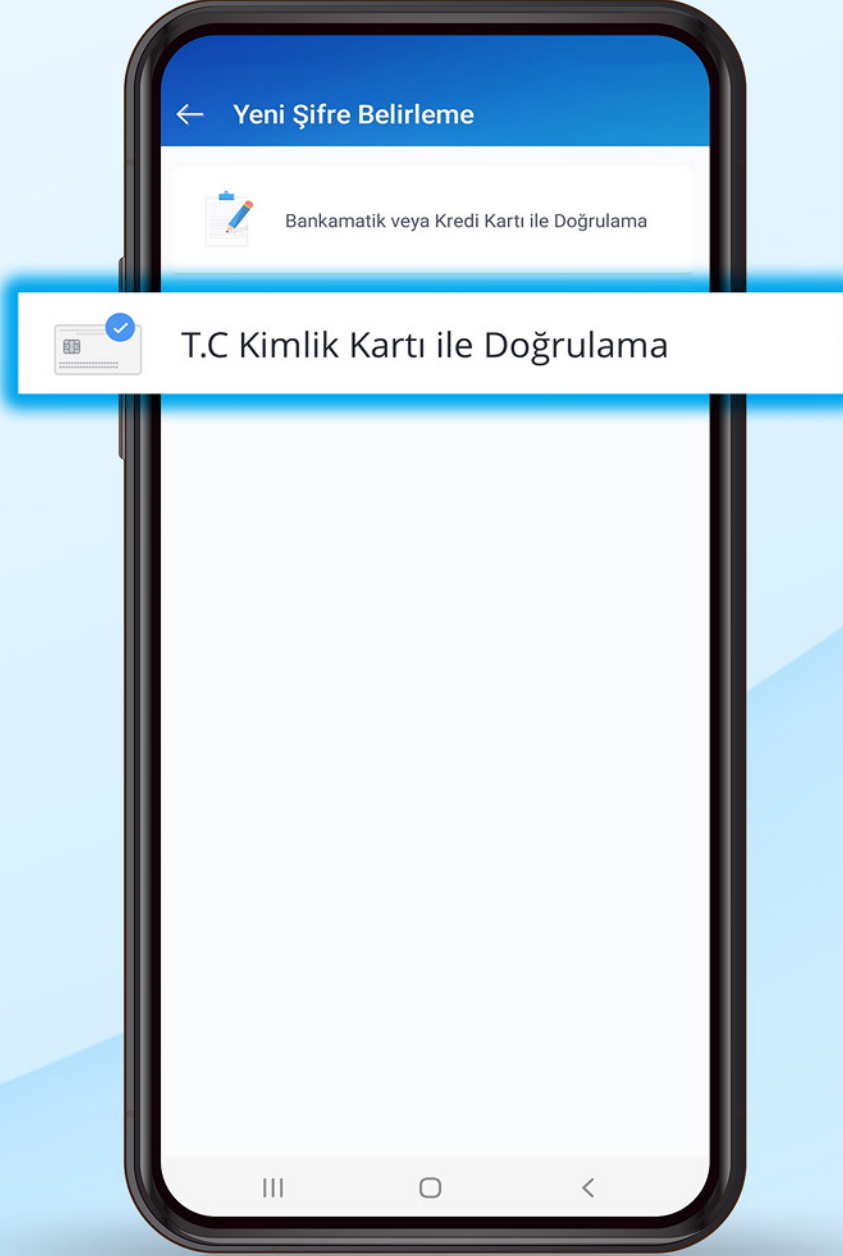 Yeni Şifre Belirleme
Bankamatik veya Kredi Kartı ile Doğrulama
T.C Kimlik Kartı ile Doğrulama